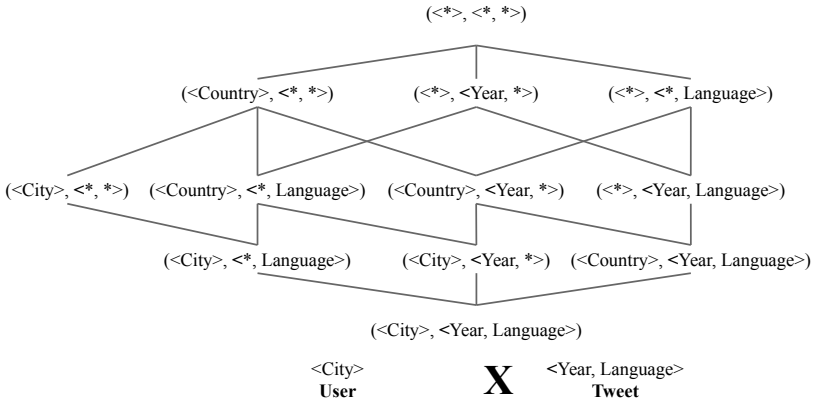 (<*>, <*, *>)
(<Country>, <*, *>) (<*>, <Year, *>) (<*>, <*, Language>)
(<City>, <*, *>) (<Country>, <*, Language>) (<Country>, <Year, *>) (<*>, <Year, Language>)
(<City>, <*, Language>) (<City>, <Year, *>) (<Country>, <Year, Language>)
(<City>, <Year, Language>)
<City> X <Year, Language>
User Tweet